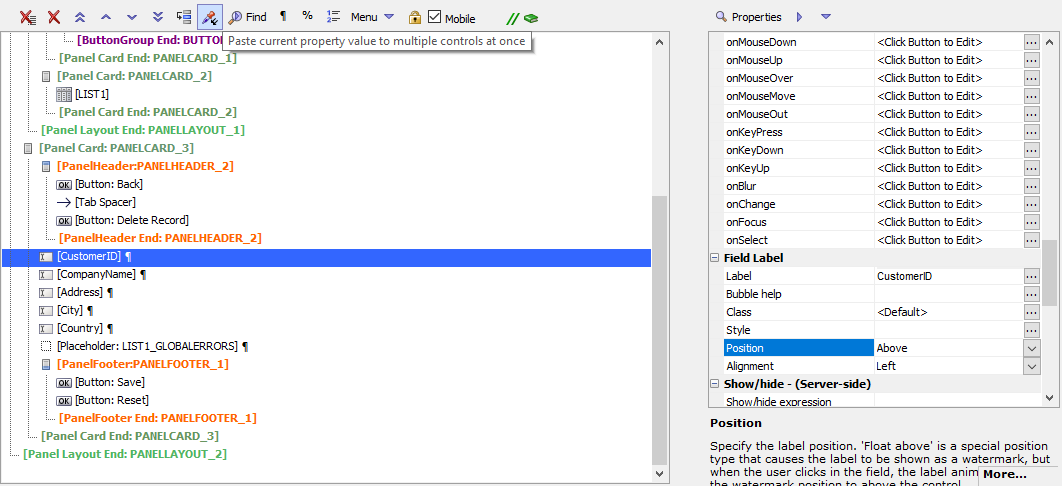 Find ¶ % Menu Mobile
Properties
Paste current property value to multiple controls at once
[ButtonGroup End: BUTTON
[Panel Card End: PANELCARD_1]
[Panel Card: PANELCARD_2]
[LIST1]
[Panel Card End: PANELCARD_2]
[Panel Layout End: PANELLAYOUT_1]
[Panel Card: PANELCARD_3]
[PanelHeader:PANELHEADER_2]
OK [Button: Back]
[Tab Spacer]
OK [Button: Delete Record]
[PanelHeader End: PANELHEADER_2]
[CustomerID] ¶
[CompanyName] ¶
[Address] ¶
[City] ¶
[Country] ¶
[Placeholder: LIST1_GLOBALERRORS] ¶
[PanelFooter:PANELFOOTER_1]
OK [Button: Save]
OK [Button: Reset]
[PanelFooter End: PANELFOOTER_1]
[Panel Card End: PANELCARD_3]
[Panel Layout End: PANELLAYOUT_2]
onMouseDown <Click Button to Edit> ...
onMouseUp <Click Button to Edit> ...
onMouseOver <Click Button to Edit> ...
onMouseMove <Click Button to Edit> ...
onMouseOut <Click Button to Edit> ...
onKeyPress <Click Button to Edit> ...
onKeyDown <Click Button to Edit> ...
onKeyUp <Click Button to Edit> ...
onBlur <Click Button to Edit> ...
onChange <Click Button to Edit> ...
onFocus <Click Button to Edit> ...
onSelect <Click Button to Edit> ...
Field Label
Label CustomerID ...
Bubble help ...
Class <Default> ...
Style ...
Position Above
Alignment Left
Show/hide - (Server-side)
Show/hide expression
Position
Specify the label position. 'Float above' is a special position
type that causes the label to be shown as a watermark, but
when the user clicks in the field, the label anim
the watermark position to above the control.
More...